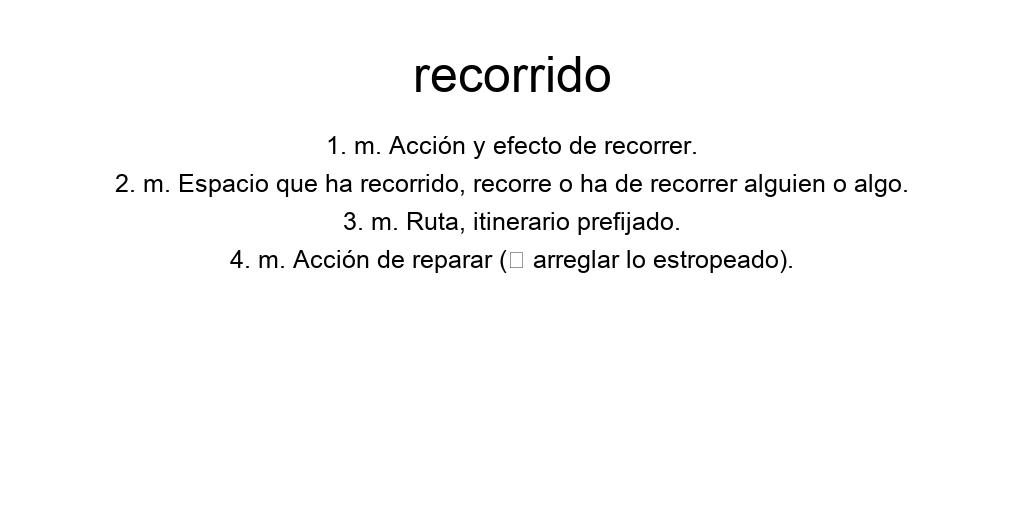 recorrido
1. m. Acción y efecto de recorrer.
2. m. Espacio que ha recorrido, recorre o ha de recorrer alguien o algo.
3. m. Ruta, itinerario prefijado.
4. m. Acción de reparar (□ arreglar lo estropeado).